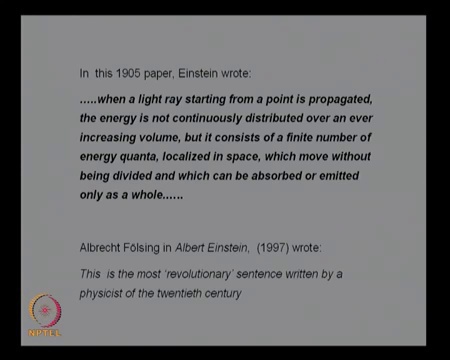 In this 1905 paper, Einstein wrote:
.....when a light ray starting from a point is propagated,
the energy is not continuously distributed over an ever
increasing volume, but it consists of a finite number of
energy quanta, localized in space, which move without
being divided and which can be absorbed or emitted
only as a whole......
Albrecht Fölsing in Albert Einstein, (1997) wrote:
This is the most 'revolutionary' sentence written by a
physicist of the twentieth century
NPTEL